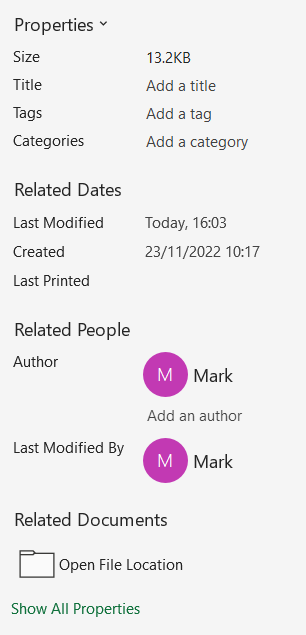 Properties
Size 13.2KB
Title Add a title
Tags Add a tag
Categories Add a category
Related Dates
Last Modified Today, 16:03
Created 23/11/2022 10:17
Last Printed
Related People
Author M Mark
Add an author
Last Modified By M Mark
Related Documents
Open File Location
Show All Properties